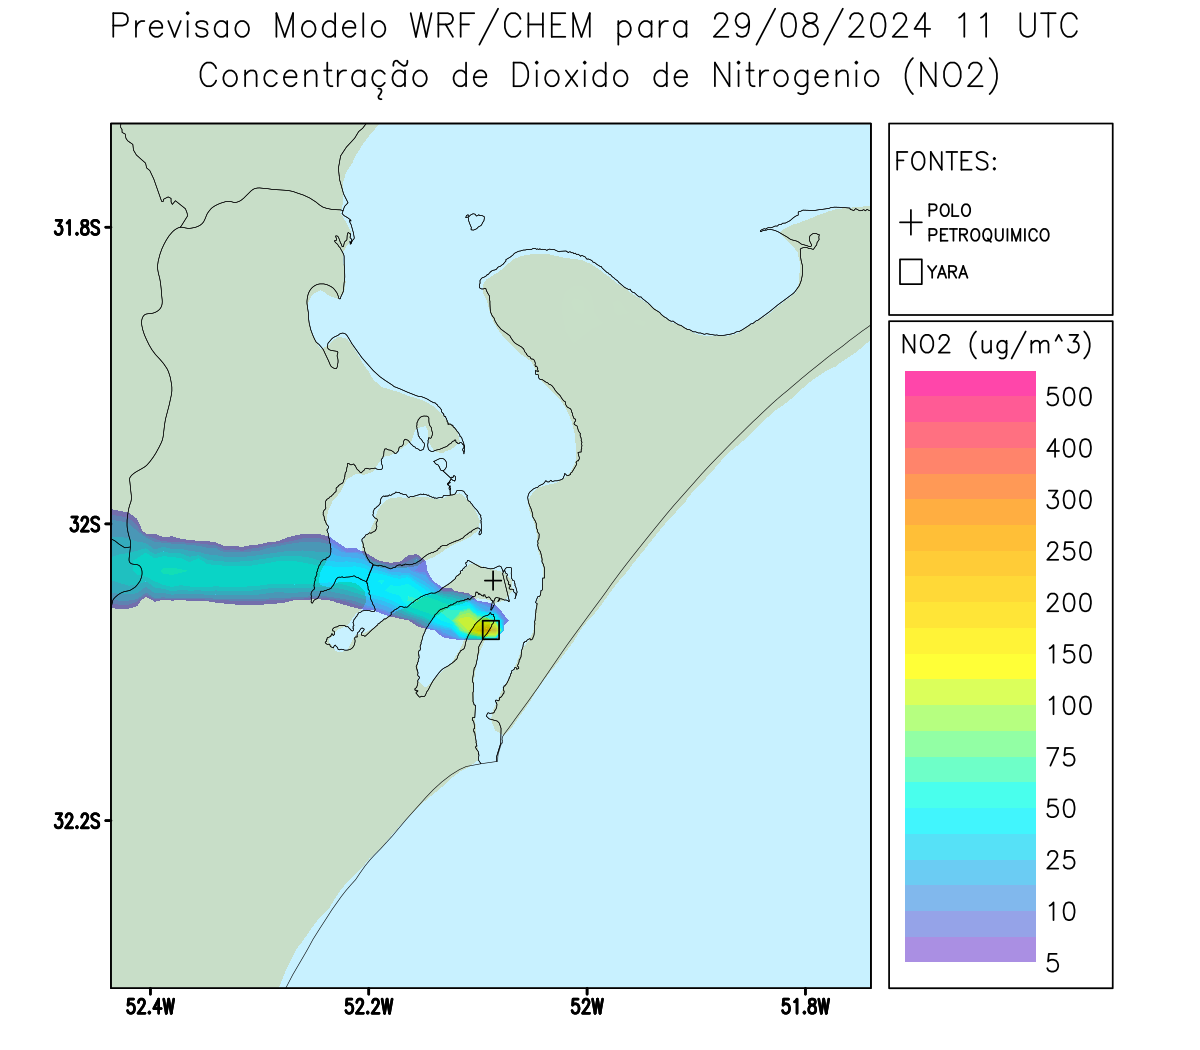 Previsao Modelo WRF/CHEM para 29/08/2024 11 UTC
Concentração de Dioxido de Nitrogenio (NO2)
FONTES:
POLO
PETROQUIMICO
YARA
NO2 (ug/m^3)
500
400
300
250
200
150
100
75
50
25
10
5
31.8S
32S
32.2S
52.4W 52.2W 52W 51.8W